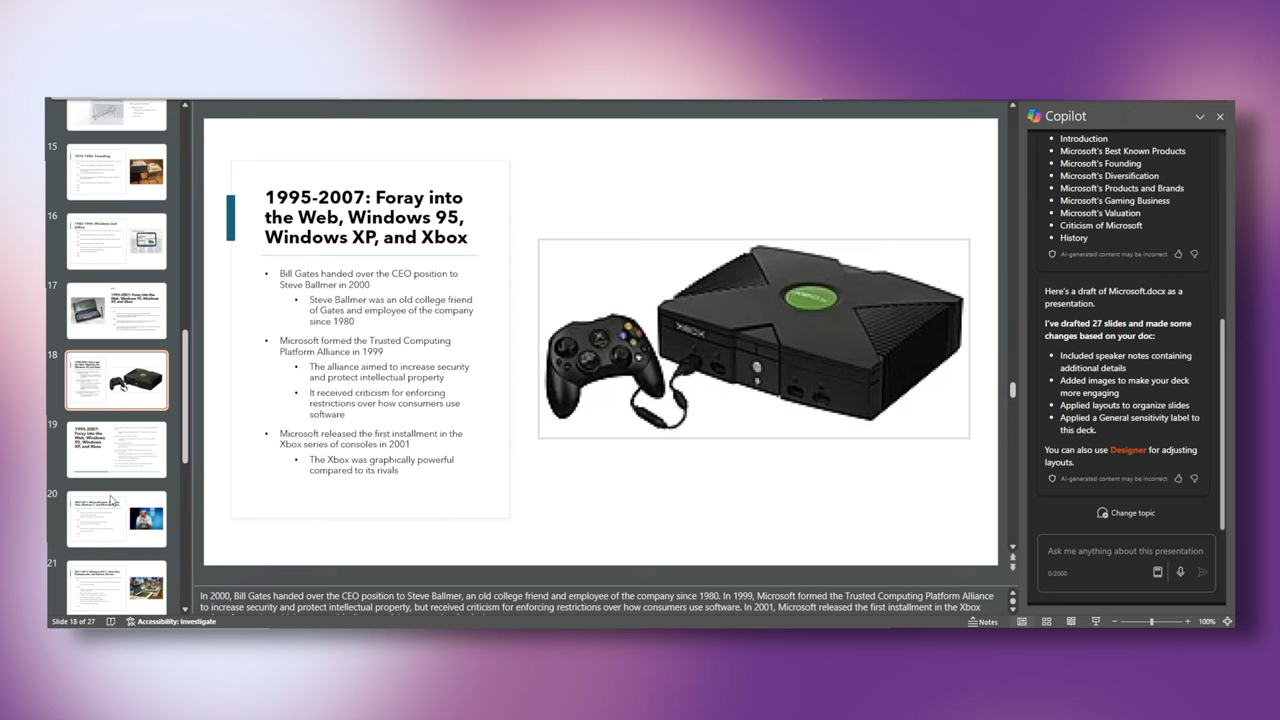 15
16
17
18
19
20
21
1975-1985: Founding
1985-1994: Windows and
Office
1995-2007: Foray into
the Web, Windows 95, Windows
XP, and Xbox
1995-2007:
Foray into
the Web,
Windows
95, Windows
XP, and Xbox
1995-2007: Foray into
the Web, Windows 95,
Windows XP, and Xbox
• Bill Gates handed over the CEO position to
Steve Ballmer in 2000
• Steve Ballmer was an old college friend
of Gates and employee of the company
since 1980
• Microsoft formed the Trusted Computing
Platform Alliance in 1999
• The alliance aimed to increase security
and protect intellectual property
• It received criticism for enforcing
restrictions over how consumers use
software
• Microsoft released the first installment in the
Xbox series of consoles in 2001
• The Xbox was graphically powerful
compared to its rivals
XBOX
XBOX
In 2000, Bill Gates handed over the CEO position to Steve Ballmer, an old college friend and employee of the company since 1980. In 1999, Microsoft formed the Trusted Computing Platform Alliance
to increase security and protect intellectual property, but received criticism for enforcing restrictions over how consumers use software. In 2001, Microsoft released the first installment in the Xbox
Copilot
• Introduction
• Microsoft's Best Known Products
• Microsoft's Founding
• Microsoft's Diversification
• Microsoft's Products and Brands
• Microsoft's Gaming Business
• Microsoft's Valuation
• Criticism of Microsoft
• History
AI-generated content may be incorrect
Here's a draft of Microsoft.docx as a
presentation.
I've drafted 27 slides and made some
changes based on your doc:
• Included speaker notes containing
additional details
• Added images to make your deck
more engaging
• Applied layouts to organize slides
• Applied a General sensitivity label to
this deck.
You can also use Designer for adjusting
layouts.
AI-generated content may be incorrect
Change topic
Ask me anything about this presentation
0/2000
Slide 18 of 27
Accessibility: Investigate
Notes
100%